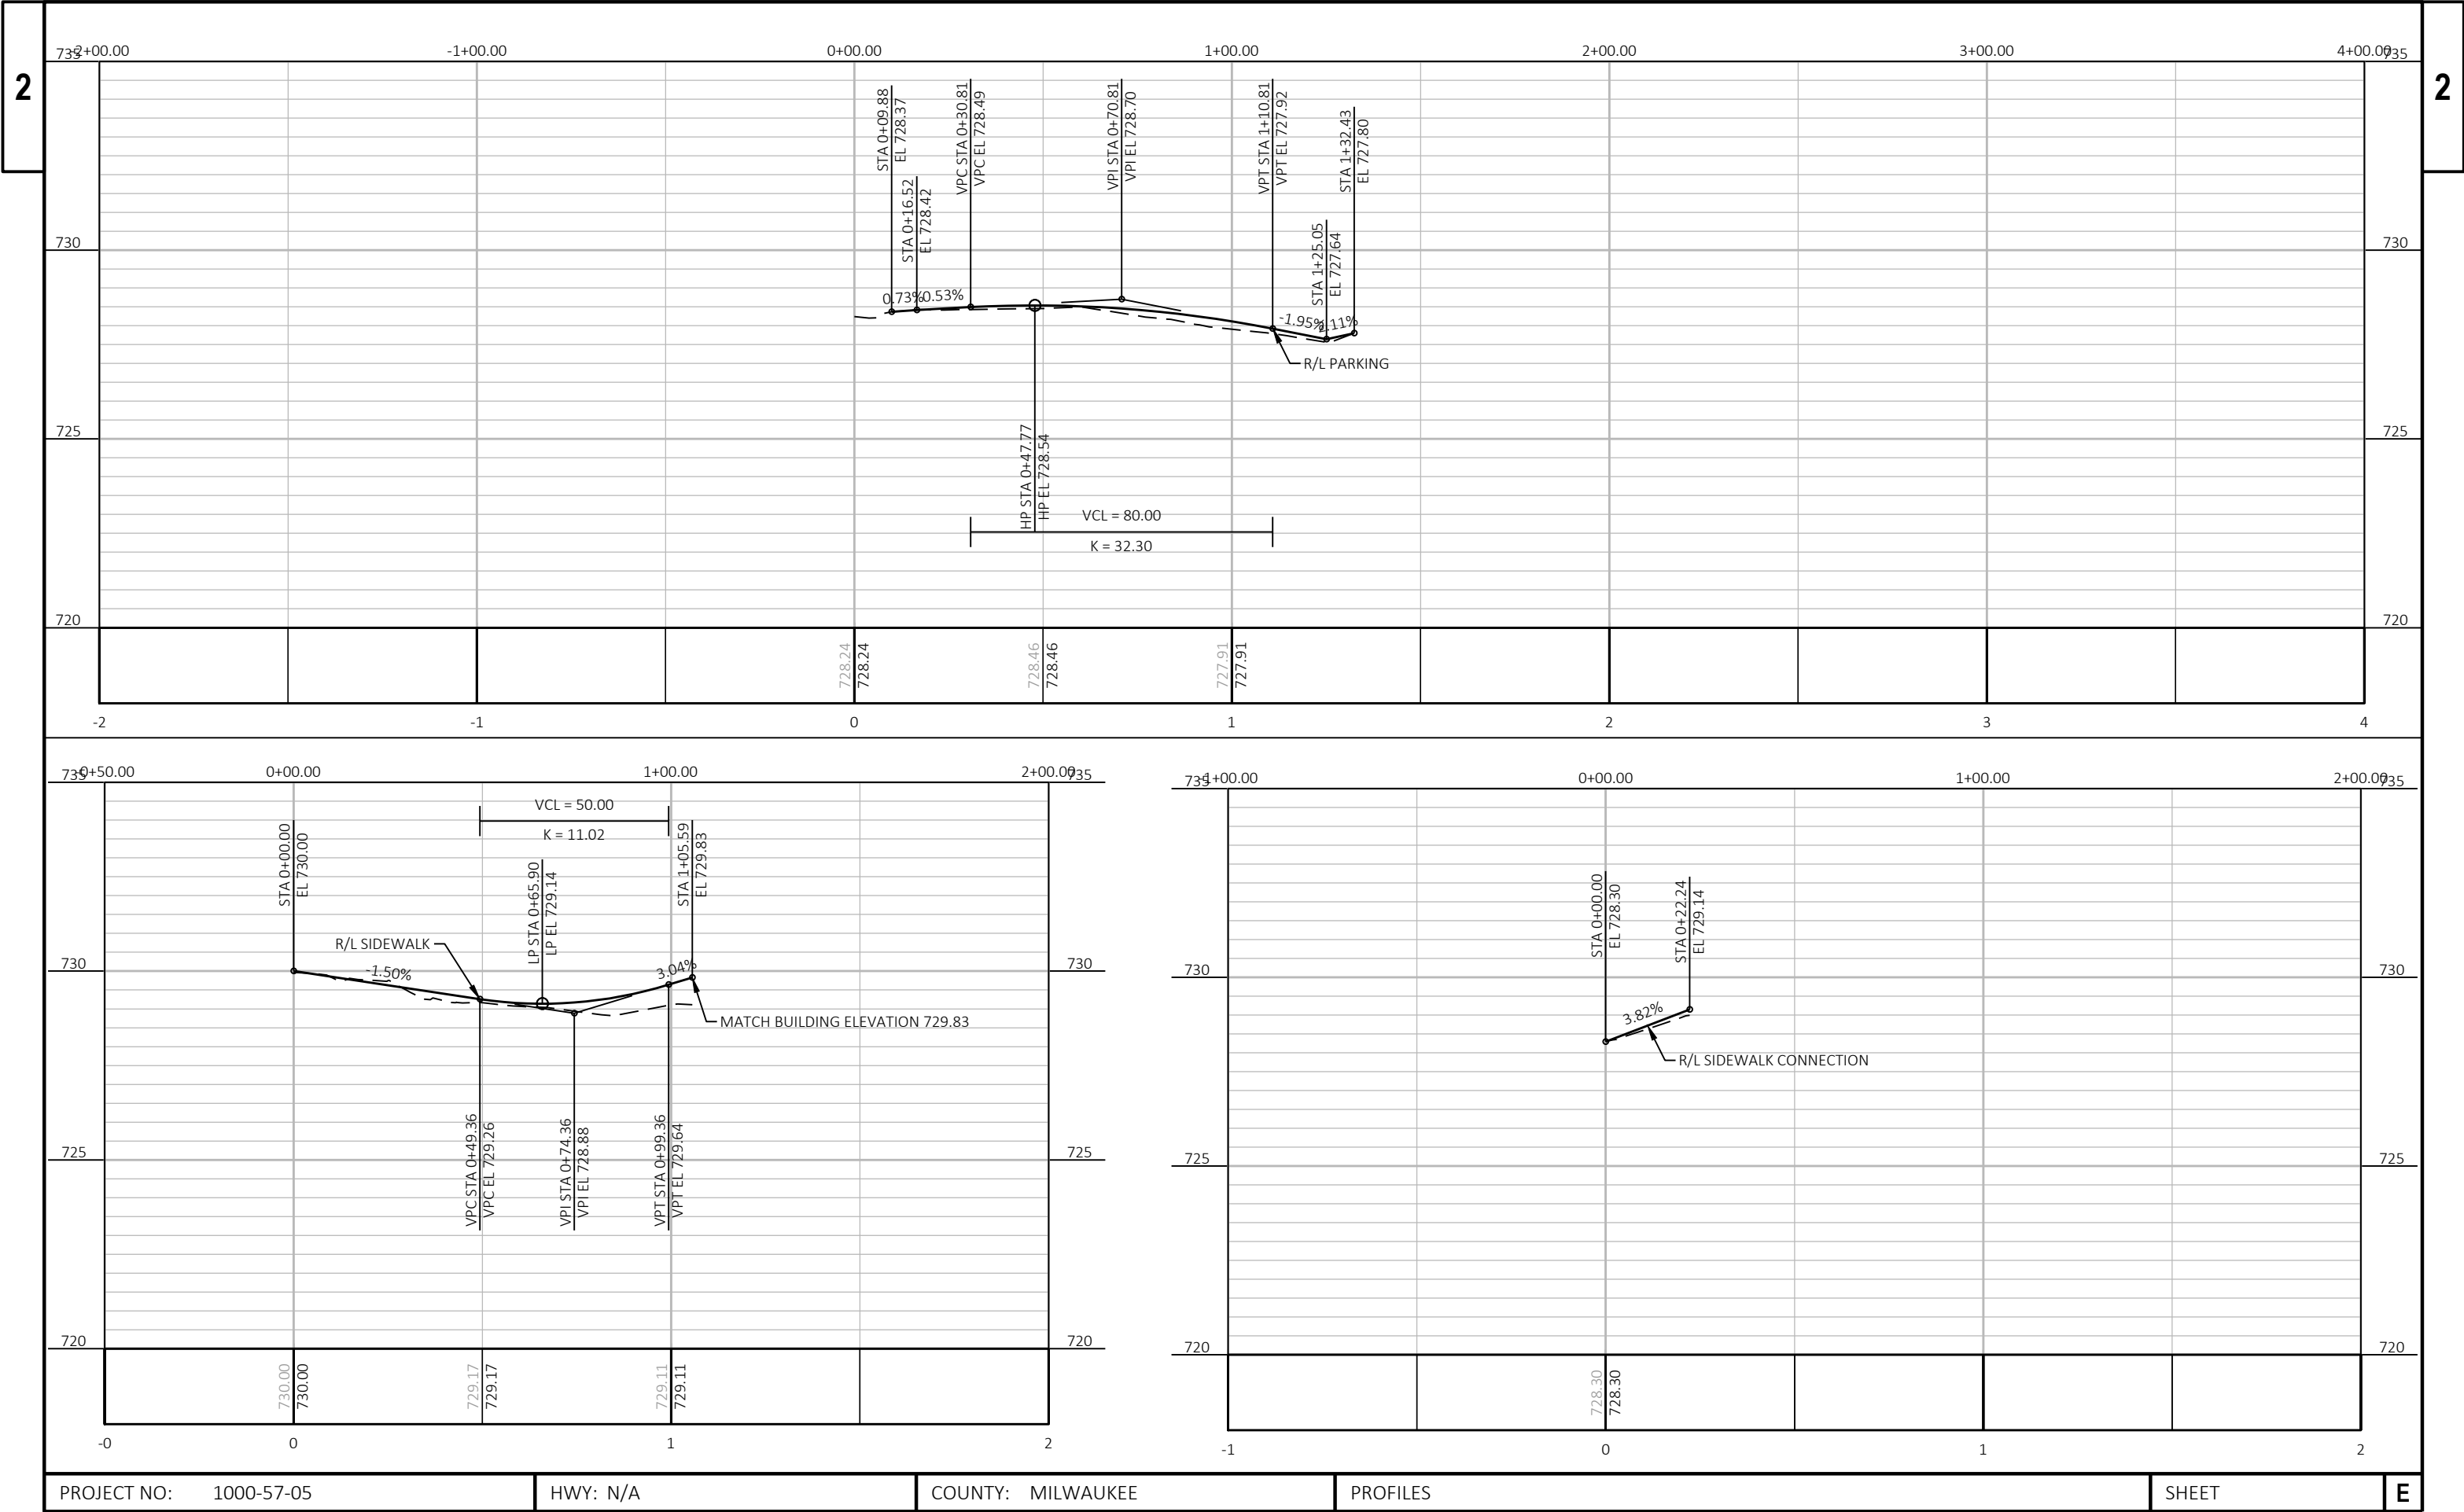 2
2
-2+00.00
-1+00.00
0+00.00
1+00.00
2+00.00
3+00.00
4+00.00
735
735
STA 0+09.88
EL 728.37
STA 0+16.52
EL 728.42
VPC STA 0+30.81
VPC EL 728.49
VPI STA 0+70.81
VPI EL 728.70
VPT STA 1+10.81
VPT EL 727.92
STA 1+25.05
EL 727.64
STA 1+32.43
EL 727.80
730
730
0.73%
0.53%
-1.95%
2.11%
R/L PARKING
725
725
HP STA 0+47.77
HP EL 728.54
VCL = 80.00
K = 32.30
720
720
728.24
728.24
728.46
728.46
727.91
727.91
-2
-1
0
1
2
3
4
735
-0+50.00
0+00.00
1+00.00
2+00.00
735
VCL = 50.00
K = 11.02
STA 0+00.00
EL 730.00
LP STA 0+65.90
LP EL 729.14
STA 1+05.59
EL 729.83
R/L SIDEWALK
730
730
-1.50%
3.04%
MATCH BUILDING ELEVATION 729.83
725
725
VPC STA 0+49.36
VPC EL 729.26
VPI STA 0+74.36
VPI EL 728.88
VPT STA 0+99.36
VPT EL 729.64
720
720
730.00
730.00
729.17
729.17
729.11
729.11
-0
0
1
2
735
-1+00.00
0+00.00
1+00.00
2+00.00
735
STA 0+00.00
EL 728.30
STA 0+22.24
EL 729.14
730
730
3.82%
R/L SIDEWALK CONNECTION
725
725
720
720
728.30
728.30
-1
0
1
2
PROJECT NO: 1000-57-05
HWY: N/A
COUNTY: MILWAUKEE
PROFILES
SHEET
E